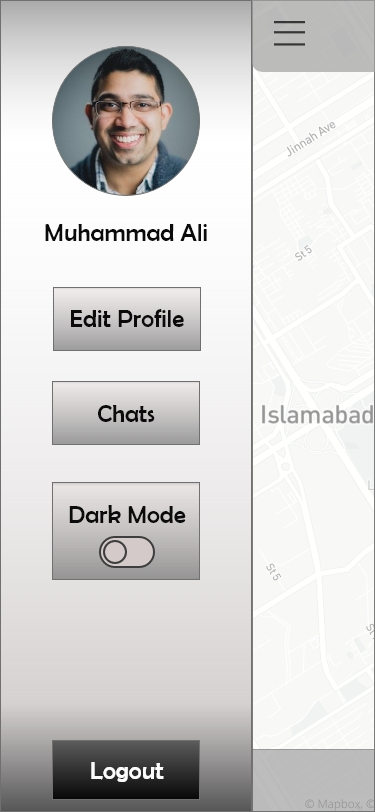 Muhammad Ali
Edit Profile
Chats
Dark Mode
Logout
Jinnah Ave
St 5
Islamabad
St 5
© Mapbox, ©